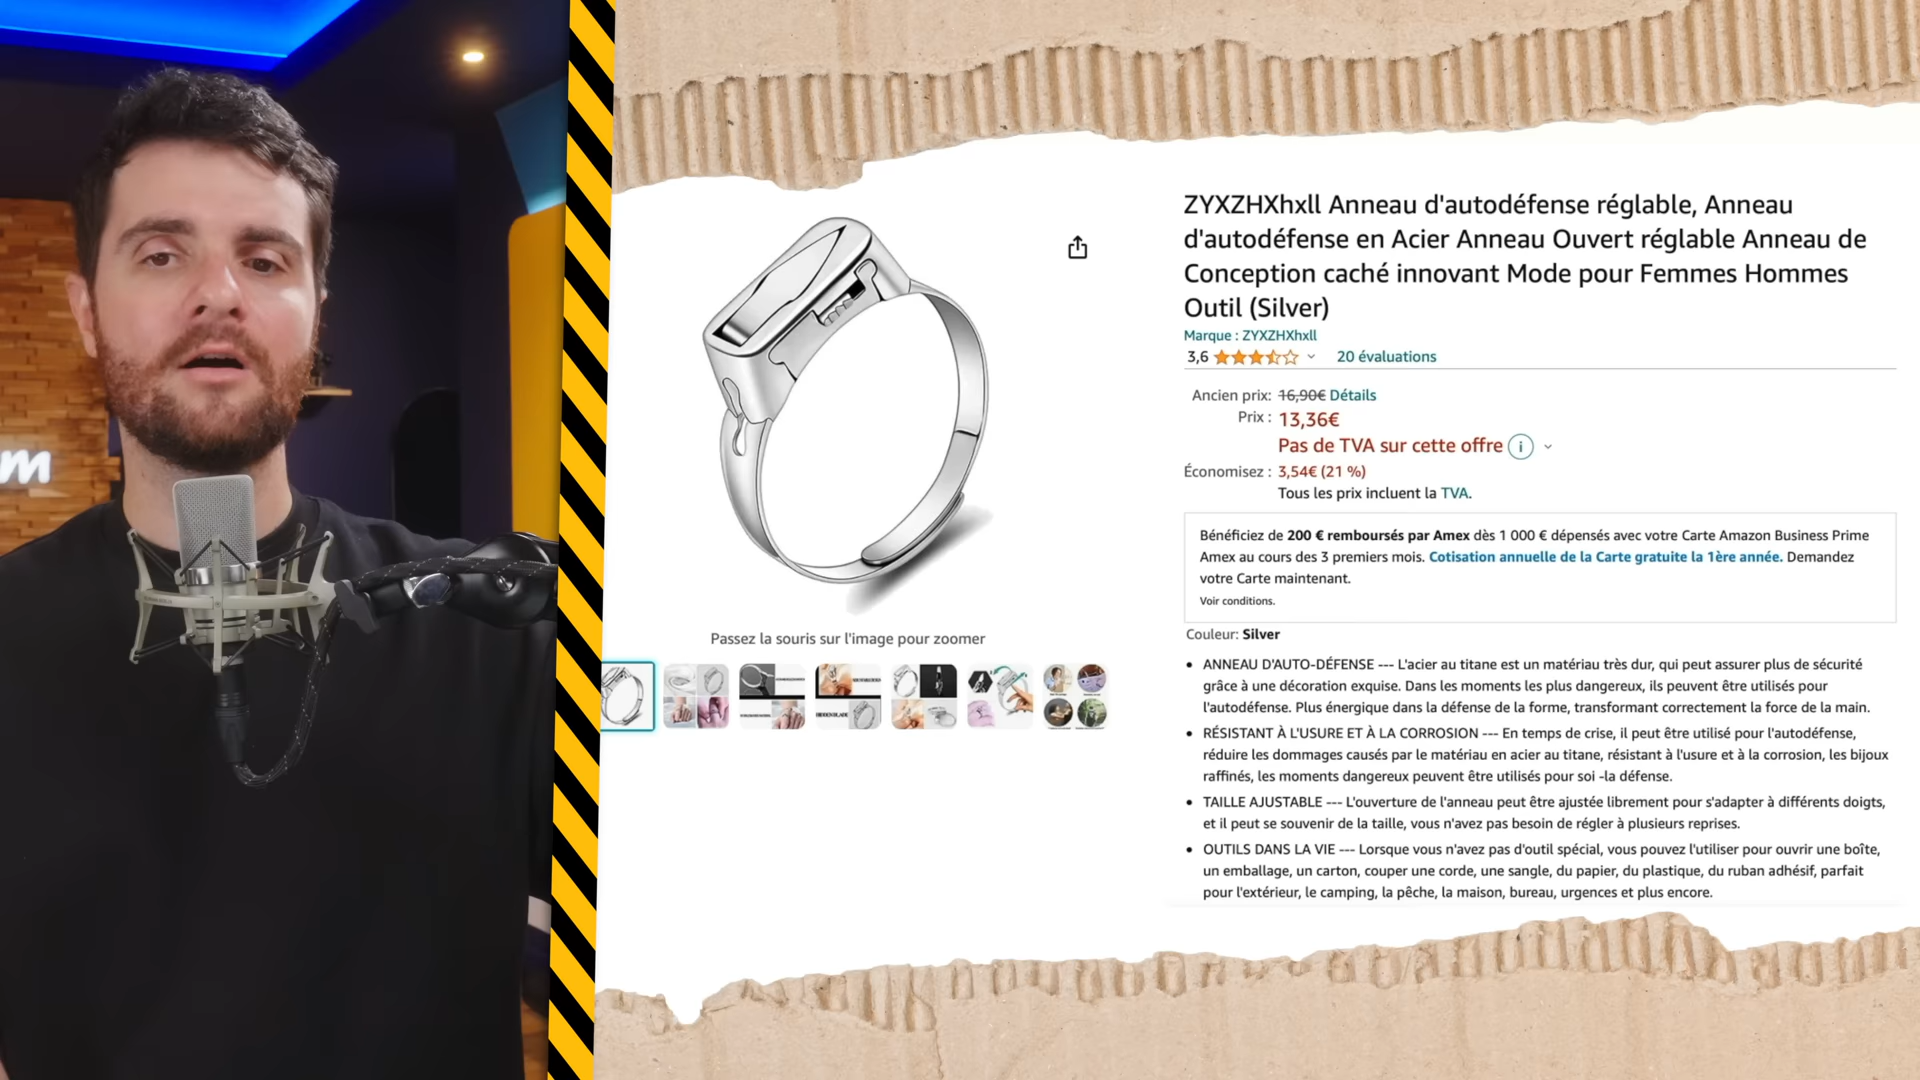 m
ZYXZHXhxll Anneau d'autodéfense réglable, Anneau
d'autodéfense en Acier Anneau Ouvert réglable Anneau de
Conception caché innovant Mode pour Femmes Hommes
Outil (Silver)
Marque : ZYXZHXhxll
3,6 20 évaluations
Ancien prix: 16,90€ Détails
Prix : 13,36€
Pas de TVA sur cette offre i
Économisez : 3,54€ (21 %)
Tous les prix incluent la TVA.
Bénéficiez de 200 € remboursés par Amex dès 1 000 € dépensés avec votre Carte Amazon Business Prime
Amex au cours des 3 premiers mois. Cotisation annuelle de la Carte gratuite la 1ère année. Demandez
votre Carte maintenant.
Voir conditions.
Passez la souris sur l'image pour zoomer
Couleur: Silver
• ANNEAU D'AUTO-DÉFENSE --- L'acier au titane est un matériau très dur, qui peut assurer plus de sécurité
grâce à une décoration exquise. Dans les moments les plus dangereux, ils peuvent être utilisés pour
l'autodéfense. Plus énergique dans la défense de la forme, transformant correctement la force de la main.
• RÉSISTANT À L'USURE ET À LA CORROSION --- En temps de crise, il peut être utilisé pour l'autodéfense,
réduire les dommages causés par le matériau en acier au titane, résistant à l'usure et à la corrosion, les bijoux
raffinés, les moments dangereux peuvent être utilisés pour soi -la défense.
• TAILLE AJUSTABLE --- L'ouverture de l'anneau peut être ajustée librement pour s'adapter à différents doigts,
et il peut se souvenir de la taille, vous n'avez pas besoin de régler à plusieurs reprises.
• OUTILS DANS LA VIE --- Lorsque vous n'avez pas d'outil spécial, vous pouvez l'utiliser pour ouvrir une boîte,
un emballage, un carton, couper une corde, une sangle, du papier, du plastique, du ruban adhésif, parfait
pour l'extérieur, le camping, la pêche, la maison, bureau, urgences et plus encore.